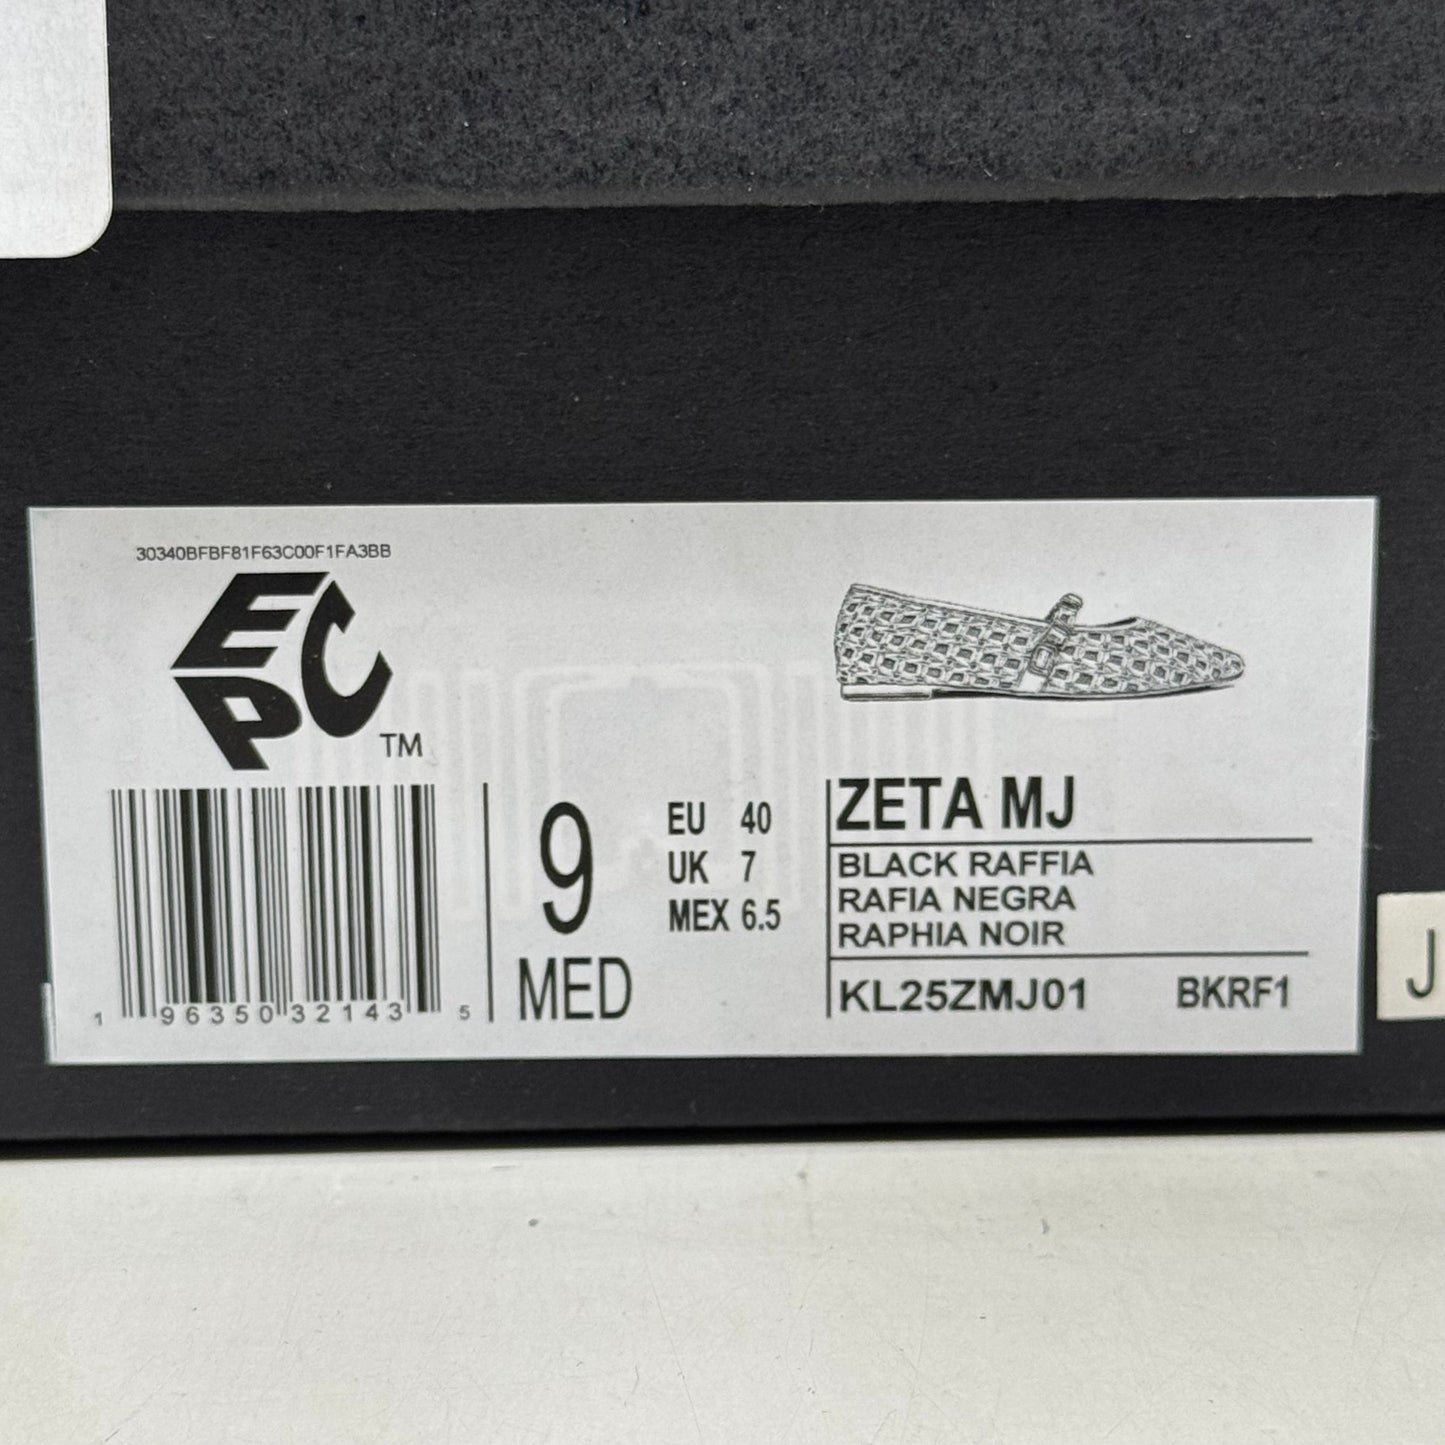 30340BFBF81F63C00F1FA3BB
EPC
TM
1 96350 32143 5
9
MED
EU 40
UK 7
MEX 6.5
ZETA MJ
BLACK RAFFIA
RAFIA NEGRA
RAPHIA NOIR
KL25ZMJ01 BKRF1
J